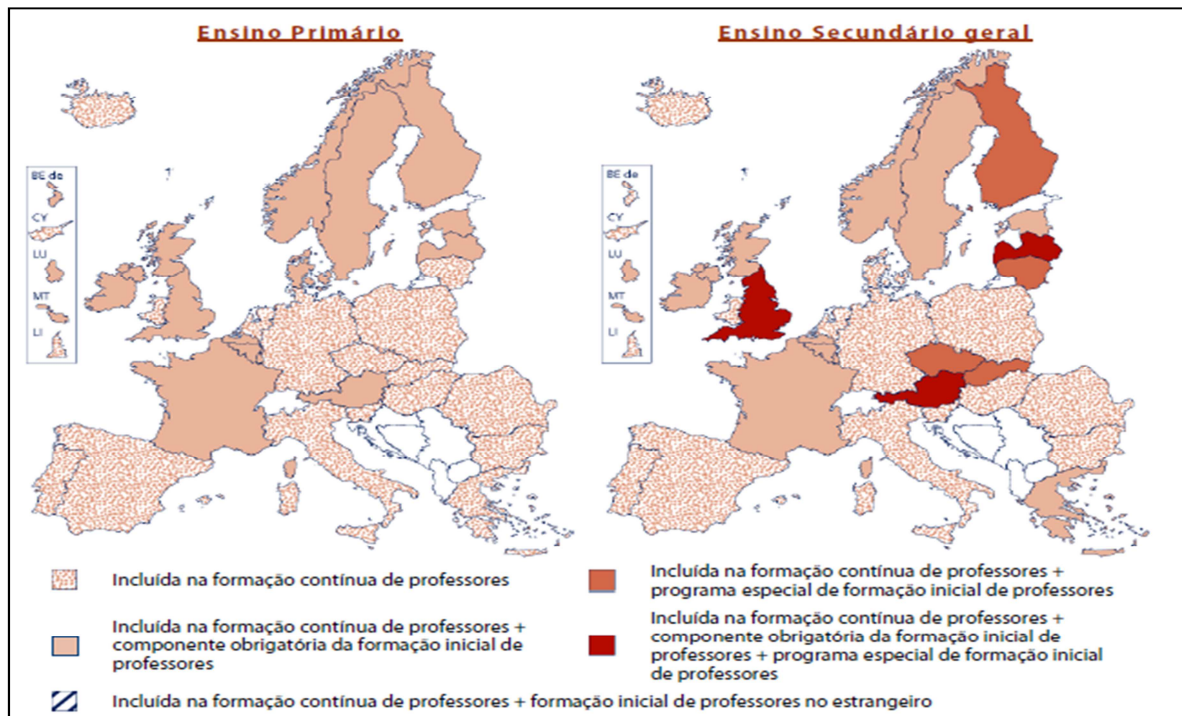 Ensino Primário
Ensino Secundário geral
BE de
CY
LU
MT
LI
BE de
CY
LU
MT
LI
Incluída na formação contínua de professores
Incluída na formação contínua de professores +
componente obrigatória da formação inicial de
professores
Incluída na formação contínua de professores +
programa especial de formação inicial de professores
Incluída na formação contínua de professores +
componente obrigatória da formação inicial de
professores + programa especial de formação inicial
de professores
Incluída na formação contínua de professores + formação inicial de professores no estrangeiro